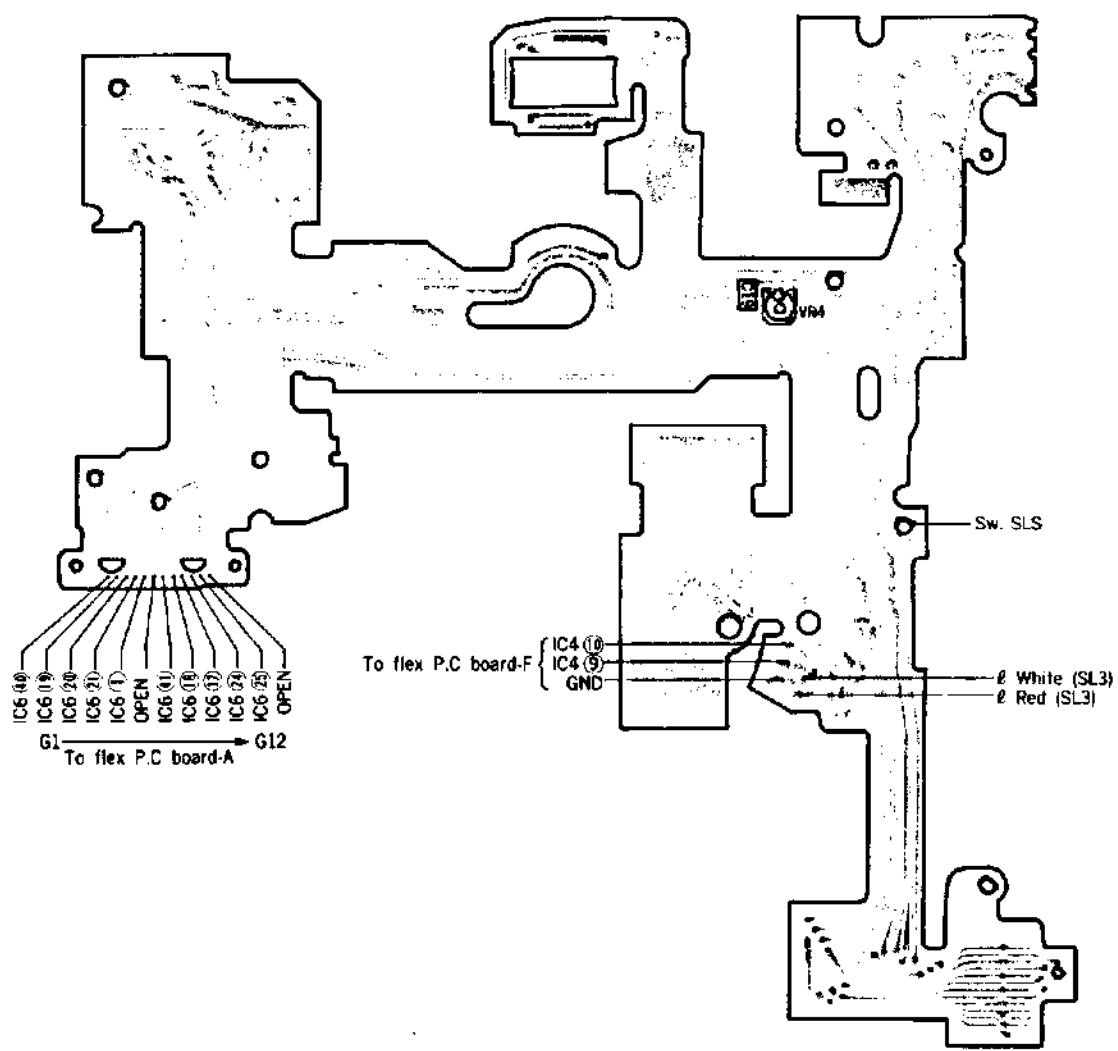 VR4
Sw. SLS
To flex P.C board-F
IC4 ⑩
IC4 ⑨
GND
ℓ White (SL3)
ℓ Red (SL3)
IC6 ㊵
IC6 ⑲
IC6 ⑳
IC6 ㉑
IC6 ①
OPEN
IC6 ㊶
IC6 ⑱
IC6 ⑰
IC6 ㉔
IC6 ㉕
OPEN
G1 → G12
To flex P.C board-A